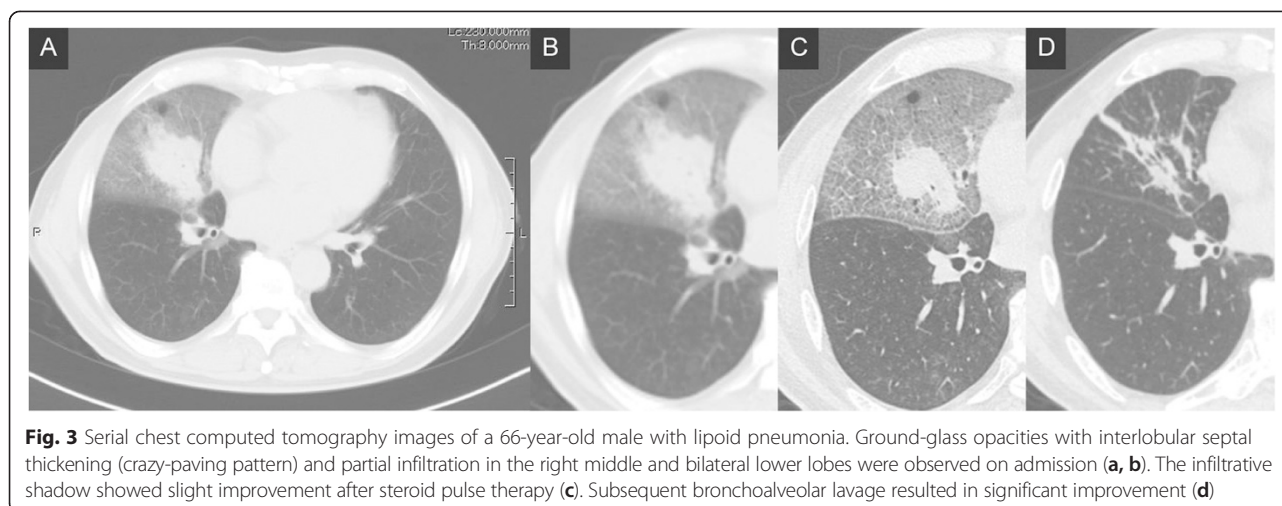 A
Lc:280.000mm
Th:8.000mm
B
C
D
R
L
Fig. 3 Serial chest computed tomography images of a 66-year-old male with lipoid pneumonia. Ground-glass opacities with interlobular septal
thickening (crazy-paving pattern) and partial infiltration in the right middle and bilateral lower lobes were observed on admission (a, b). The infiltrative
shadow showed slight improvement after steroid pulse therapy (c). Subsequent bronchoalveolar lavage resulted in significant improvement (d)